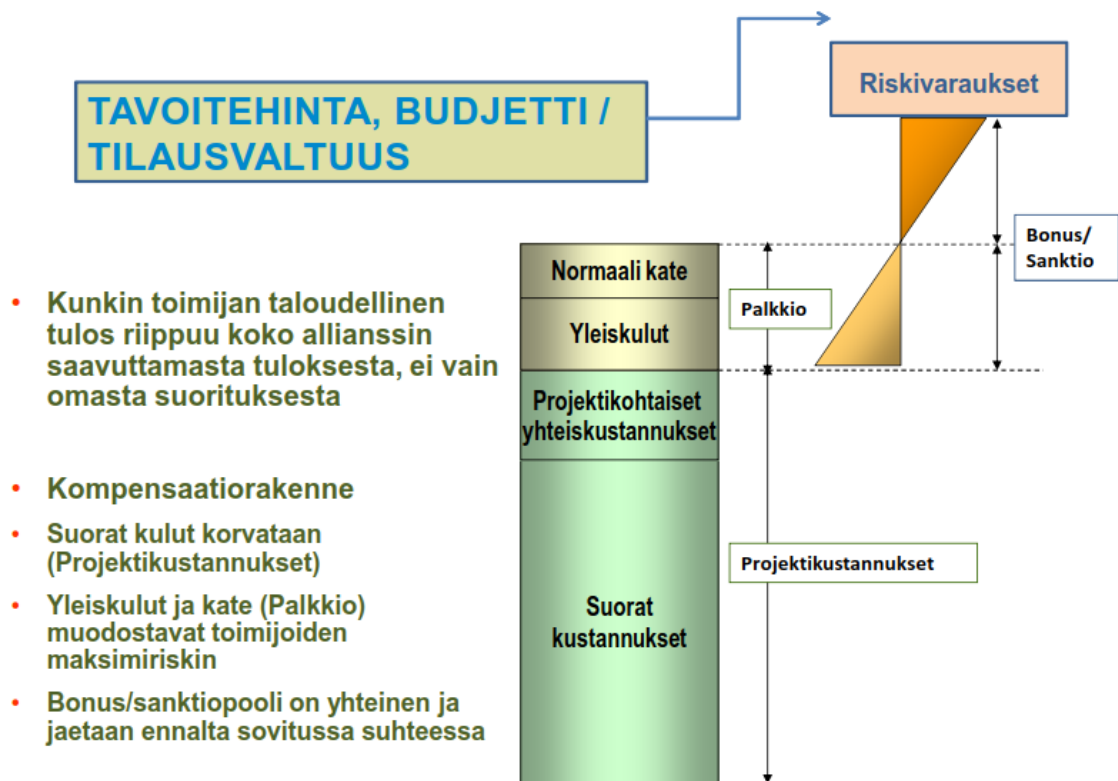 TAVOITEHINTA, BUDJETTI /
TILAUSVALTUUS
Riskivaraukset
Bonus/
Sanktio
Normaali kate
Palkkio
Yleiskulut
Projektikohtaiset
yhteiskustannukset
Projektikustannukset
Suorat
kustannukset
• Kunkin toimijan taloudellinen
tulos riippuu koko allianssin
saavuttamasta tuloksesta, ei vain
omasta suorituksesta
• Kompensaatiorakenne
• Suorat kulut korvataan
(Projektikustannukset)
• Yleiskulut ja kate (Palkkio)
muodostavat toimijoiden
maksimiriskin
• Bonus/sanktiopooli on yhteinen ja
jaetaan ennalta sovitussa suhteessa